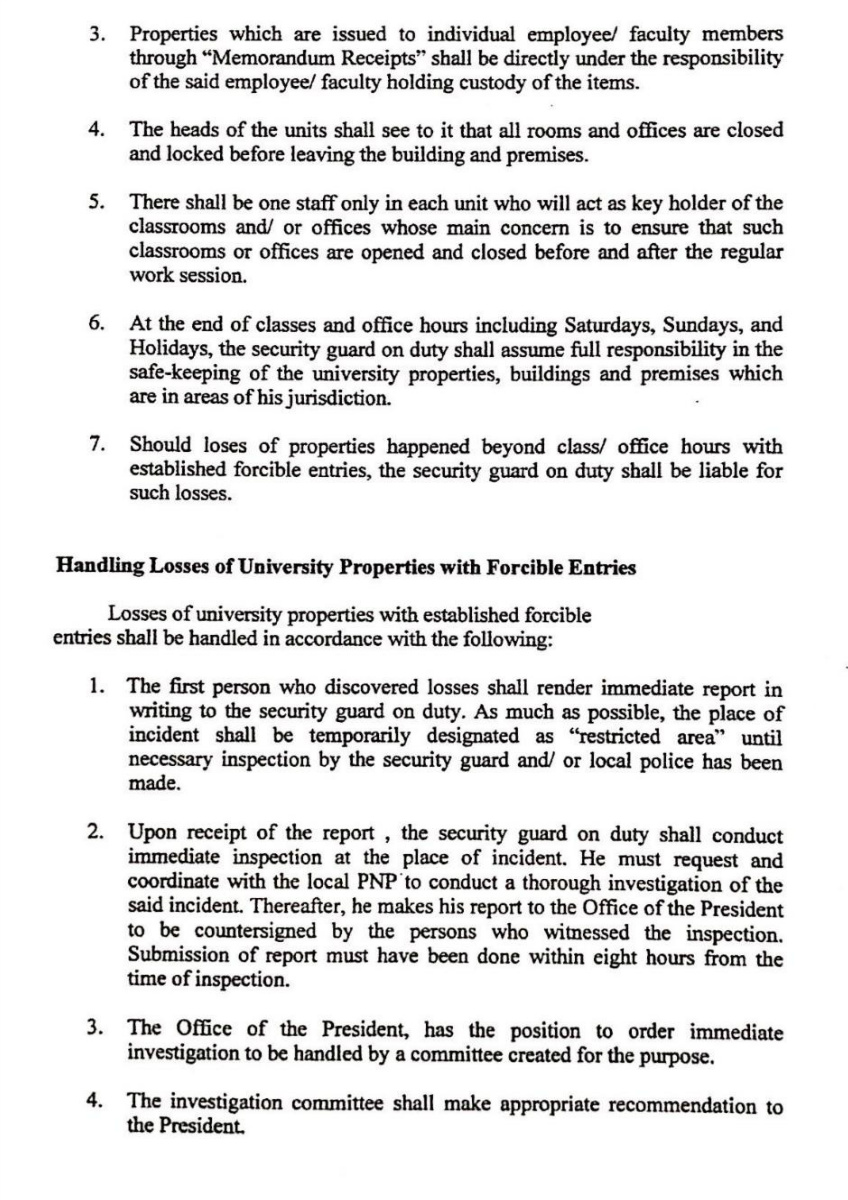 3. Properties which are issued to individual employee/ faculty members
through “Memorandum Receipts” shall be directly under the responsibility
of the said employee/ faculty holding custody of the items.
4. The heads of the units shall see to it that all rooms and offices are closed
and locked before leaving the building and premises.
5. There shall be one staff only in each unit who will act as key holder of the
classrooms and/ or offices whose main concern is to ensure that such
classrooms or offices are opened and closed before and after the regular
work session.
6. At the end of classes and office hours including Saturdays, Sundays, and
Holidays, the security guard on duty shall assume full responsibility in the
safe-keeping of the university properties, buildings and premises which
are in areas of his jurisdiction.
7. Should loses of properties happened beyond class/ office hours with
established forcible entries, the security guard on duty shall be liable for
such losses.
Handling Losses of University Properties with Forcible Entries
Losses of university properties with established forcible
entries shall be handled in accordance with the following:
1. The first person who discovered losses shall render immediate report in
writing to the security guard on duty. As much as possible, the place of
incident shall be temporarily designated as “restricted area” until
necessary inspection by the security guard and/ or local police has been
made.
2. Upon receipt of the report , the security guard on duty shall conduct
immediate inspection at the place of incident. He must request and
coordinate with the local PNP to conduct a thorough investigation of the
said incident. Thereafter, he makes his report to the Office of the President
to be countersigned by the persons who witnessed the inspection.
Submission of report must have been done within eight hours from the
time of inspection.
3. The Office of the President, has the position to order immediate
investigation to be handled by a committee created for the purpose.
4. The investigation committee shall make appropriate recommendation to
the President.